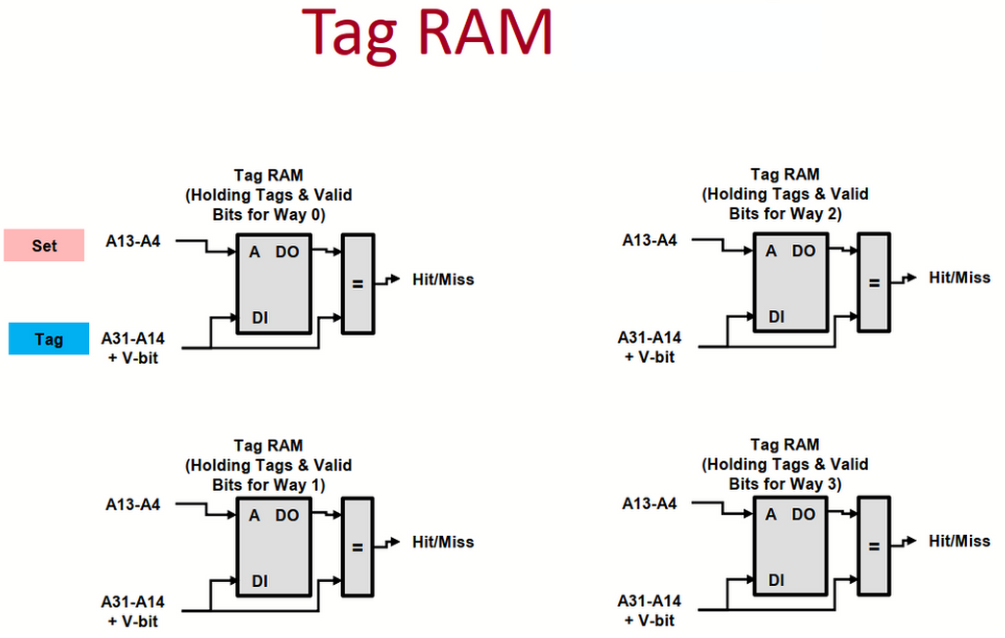 Tag RAM
Tag RAM
(Holding Tags & Valid
Bits for Way 0)
Set
A13-A4
A DO
=
Hit/Miss
DI
Tag
A31-A14
+ V-bit
Tag RAM
(Holding Tags & Valid
Bits for Way 2)
A13-A4
A DO
=
Hit/Miss
DI
A31-A14
+ V-bit
Tag RAM
(Holding Tags & Valid
Bits for Way 1)
A13-A4
A DO
=
Hit/Miss
DI
A31-A14
+ V-bit
Tag RAM
(Holding Tags & Valid
Bits for Way 3)
A13-A4
A DO
=
Hit/Miss
DI
A31-A14
+ V-bit